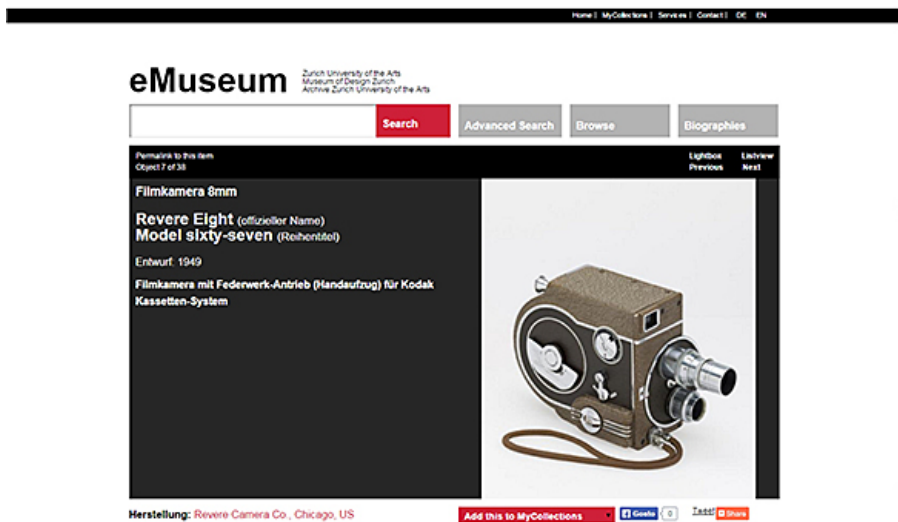 Home | MyCollections | Services | Contact | DE EN
eMuseum
Zurich University of the Arts
Museum of Design Zurich
Archive Zurich University of the Arts
Search
Advanced Search
Browse
Biographies
Permalink to this item
Object 7 of 38
Lightbox Listview
Previous Next
Filmkamera 8mm
Revere Eight (offizieller Name)
Model sixty-seven (Reihentitel)
Entwurf: 1949
Filmkamera mit Federwerk-Antrieb (Handaufzug) für Kodak
Kassetten-System
Herstellung: Revere Camera Co., Chicago, US
Add this to MyCollections
Gosto 0
Tweet
Share